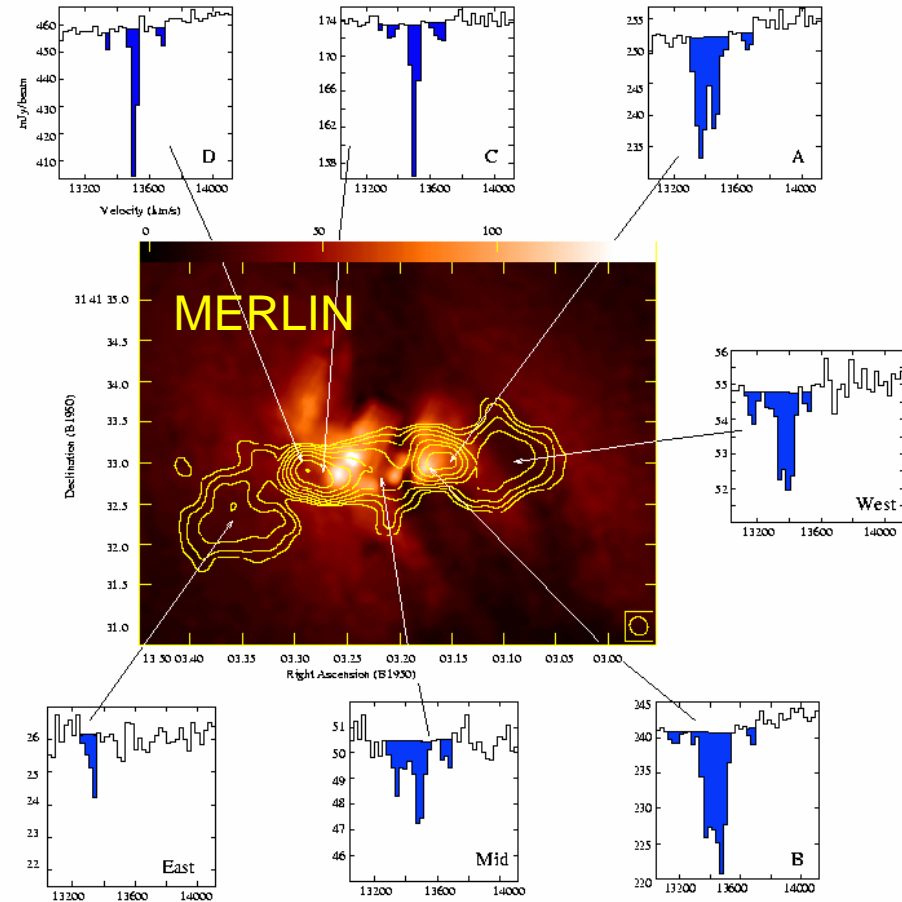 460
450
440
430
420
410
mJy/beam
D
13200 13600 14000
Velocity (km/s)
174
170
166
162
158
C
13200 13600 14000
255
250
245
240
235
A
13200 13600 14000
0 50 100
MERLIN
31 41 35.0
34.5
34.0
33.5
33.0
32.5
32.0
31.5
31.0
Declination (B1950)
13 50 03.40 03.35 03.30 03.25 03.20 03.15 03.10 03.05 03.00
Right Ascension (B1950)
56
55
54
53
52
West
13200 13600 14000
26
25
24
23
22
East
13200 13600 14000
51
50
49
48
47
46
Mid
13200 13600 14000
245
240
235
230
225
220
B
13200 13600 14000